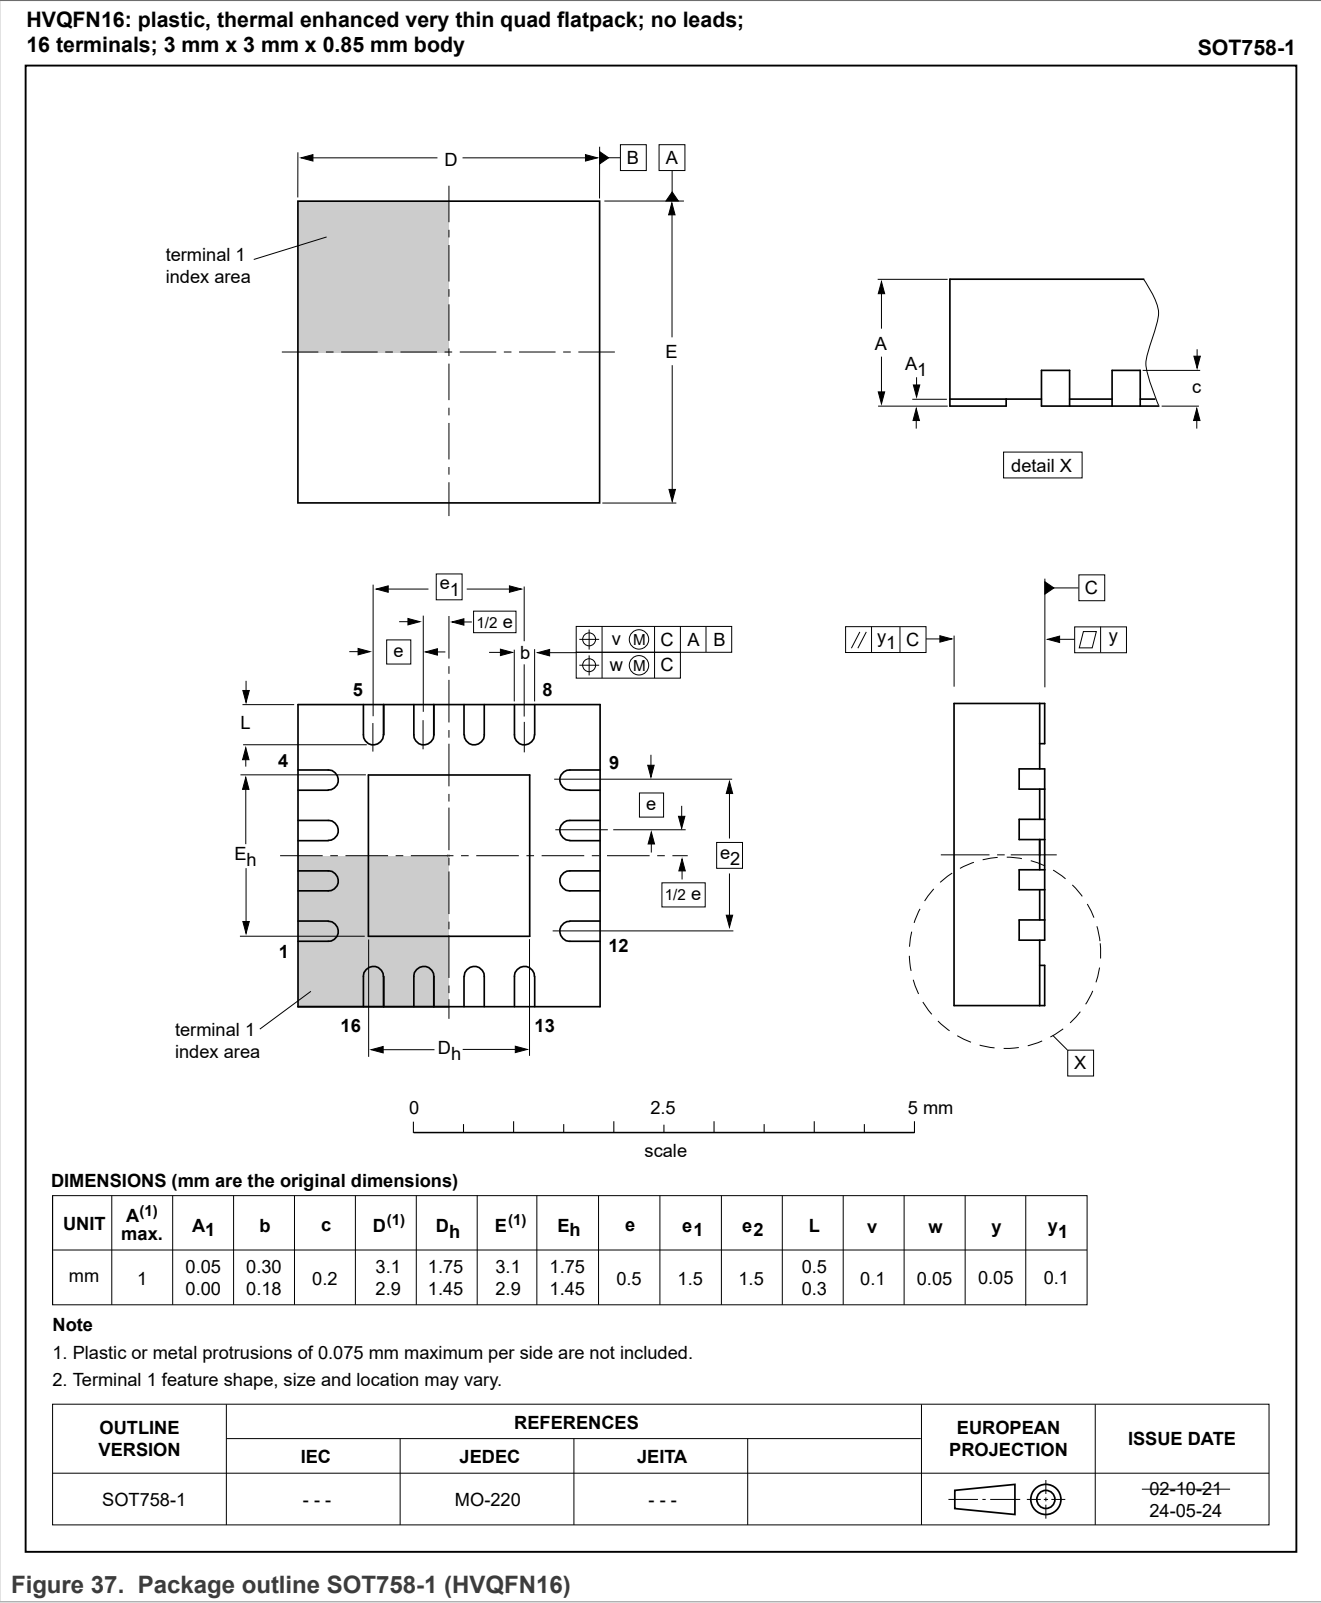 HVQFN16: plastic, thermal enhanced very thin quad flatpack; no leads;
16 terminals; 3 mm x 3 mm x 0.85 mm body
SOT758-1
D
B
A
terminal 1
index area
E
A
A1
c
detail X
e1
1/2 e
e
b
v M C A B
w M C
5
8
L
4
9
e
Eh
e2
1/2 e
1
12
16
13
terminal 1
index area
Dh
C
// y1 C
y
X
0 2.5 5 mm
scale
DIMENSIONS (mm are the original dimensions)
UNIT A(1) max. A1 b c D(1) Dh E(1) Eh e e1 e2 L v w y y1
mm 1 0.05 0.00 0.30 0.18 0.2 3.1 2.9 1.75 1.45 3.1 2.9 1.75 1.45 0.5 1.5 1.5 0.5 0.3 0.1 0.05 0.05 0.1
Note
1. Plastic or metal protrusions of 0.075 mm maximum per side are not included.
2. Terminal 1 feature shape, size and location may vary.
OUTLINE VERSION
REFERENCES
EUROPEAN PROJECTION
ISSUE DATE
IEC JEDEC JEITA
SOT758-1 - - - MO-220 - - -
02-10-21
24-05-24
Figure 37. Package outline SOT758-1 (HVQFN16)